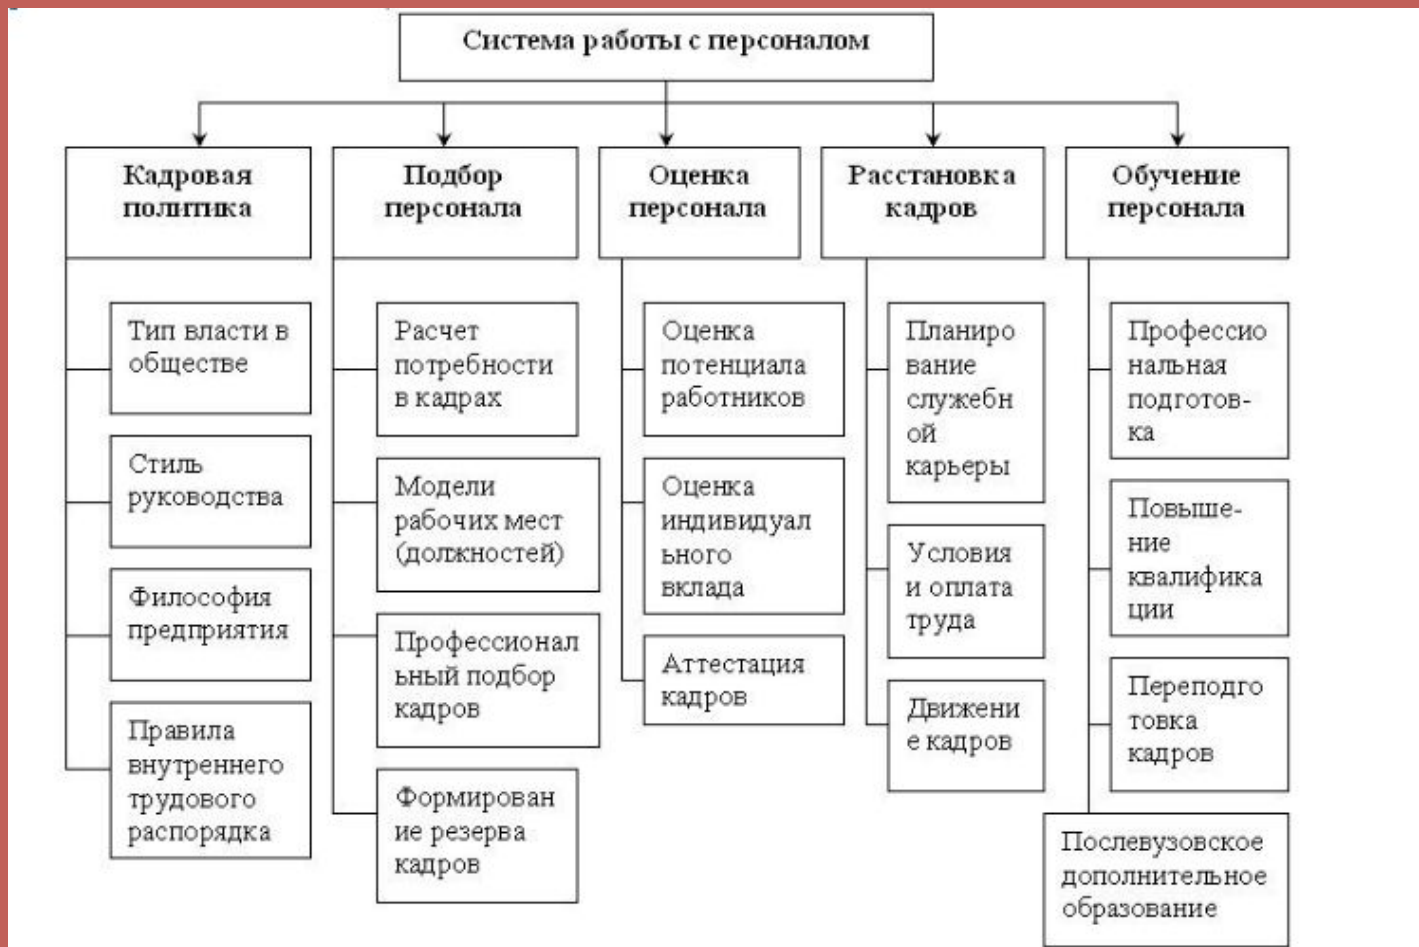 Система работы с персоналом
Кадровая
политика
Подбор
персонала
Оценка
персонала
Расстановка
кадров
Обучение
персонала
Тип власти в
обществе
Стиль
руководства
Философия
предприятия
Правила
внутреннего
трудового
распорядка
Расчет
потребности
в кадрах
Модели
рабочих мест
(должностей)
Профессионал
ьный подбор
кадров
Формирован
ие резерва
кадров
Оценка
потенциала
работников
Оценка
индивидуал
ьного
вклада
Аттестация
кадров
Планиро
вание
служебн
ой
карьеры
Условия
и оплата
труда
Движени
е кадров
Профессио
нальная
подготов-
ка
Повыше-
ние
квалифика
ции
Переподго
товка
кадров
Послевузовское
дополнительное
образование